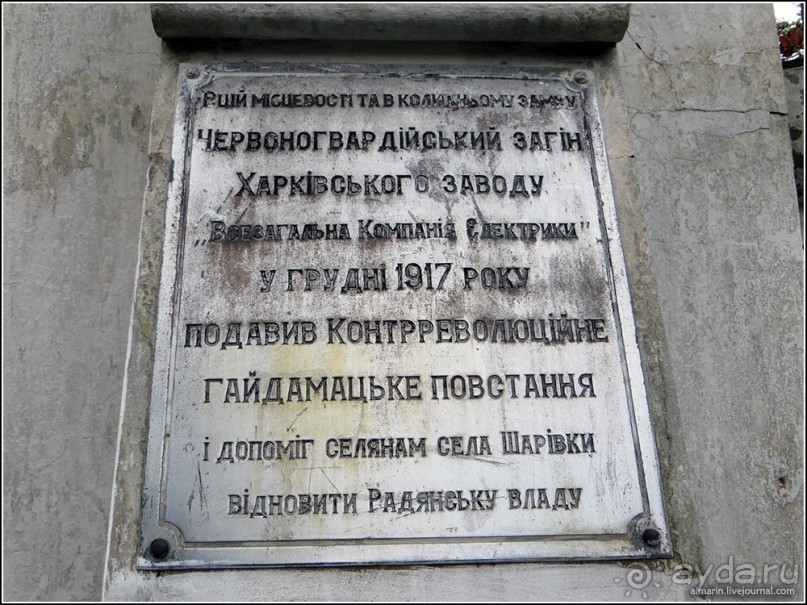 В цій місцевості та в колишньому замку
Червоногвардійський загін
Харківського заводу
„Всезагальна Компанія Електрики"
у грудні 1917 року
подавив Контрреволюційне
гайдамацьке повстання
і допоміг селянам села Шарівки
відновити Радянську владу
ayda.ru
aimarin.livejournal.com